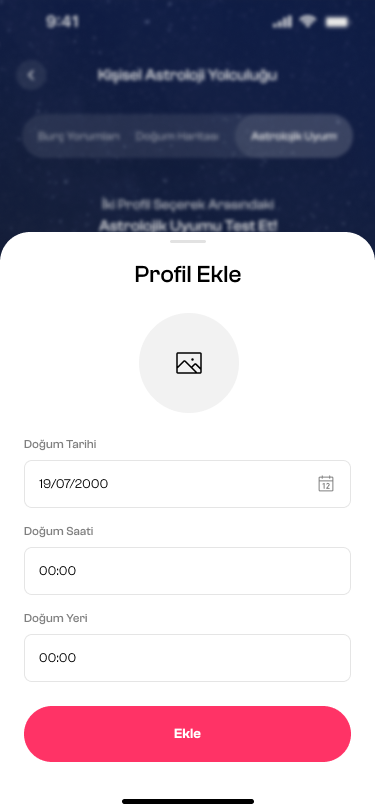 9:41
Kişisel Astroloji Yolculuğu
Burç Yorumları Doğum Haritası Astrolojik Uyum
İki Profil Seçerek Arasındaki
Astrolojik Uyumu Test Et!
Profil Ekle
Doğum Tarihi
19/07/2000
12
Doğum Saati
00:00
Doğum Yeri
00:00
Ekle